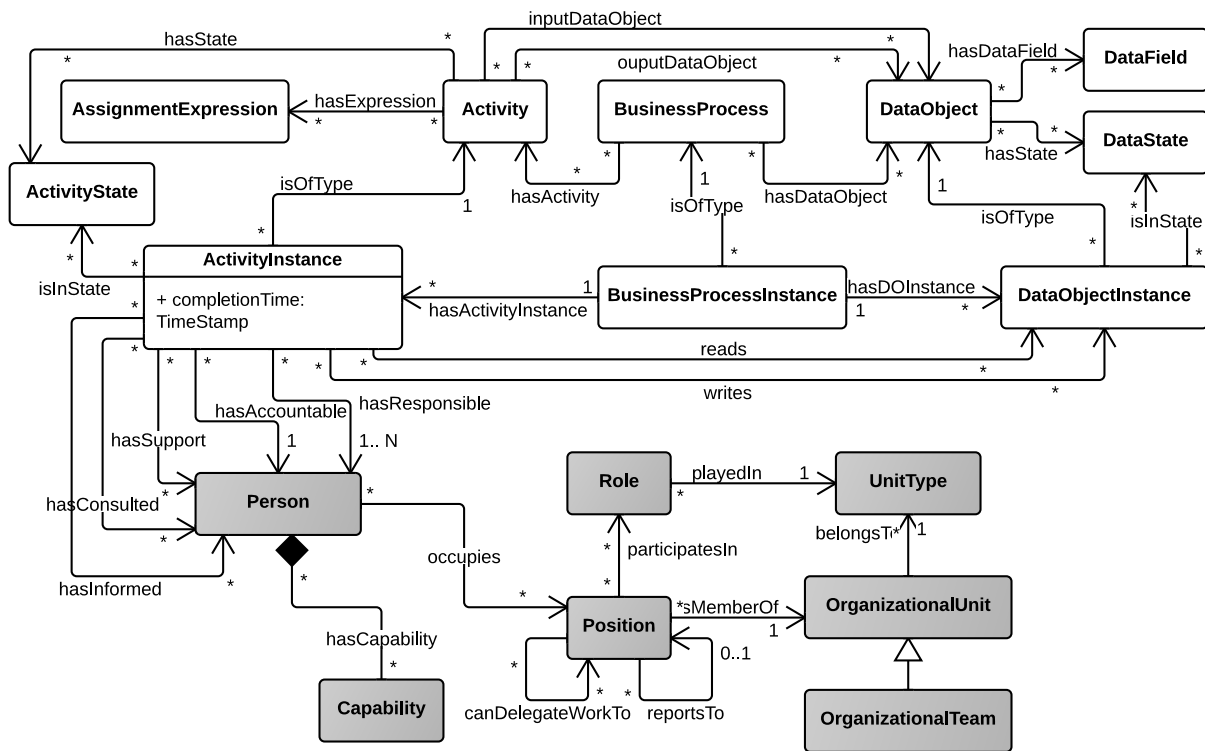 inputDataObject
hasState
*
*
*
*
hasDataField
DataField
*
*
ouputDataObject
*
*
*
*
AssignmentExpression
hasExpression
*
*
Activity
BusinessProcess
DataObject
*
*
hasState
DataState
ActivityState
isOfType
1
*
hasActivity
*
*
1
isOfType
*
*
hasDataObject
*
1
isOfType
*
*
isInState
*
*
isInState
*
ActivityInstance
+ completionTime:
TimeStamp
*
hasActivityInstance
1
BusinessProcessInstance
hasDOInstance
1
*
DataObjectInstance
*
*
*
*
*
*
*
reads
*
writes
*
hasSupport
hasAccountable
hasResponsible
1
1.. N
*
hasConsulted
*
hasInformed
*
Person
*
occupies
*
Role
playedIn
*
1
UnitType
belongsTo
*
1
participatesIn
*
*
*
hasCapability
*
Capability
Position
*
sMemberOf
1
OrganizationalUnit
*
*
canDelegateWorkTo
0..1
*
reportsTo
OrganizationalTeam